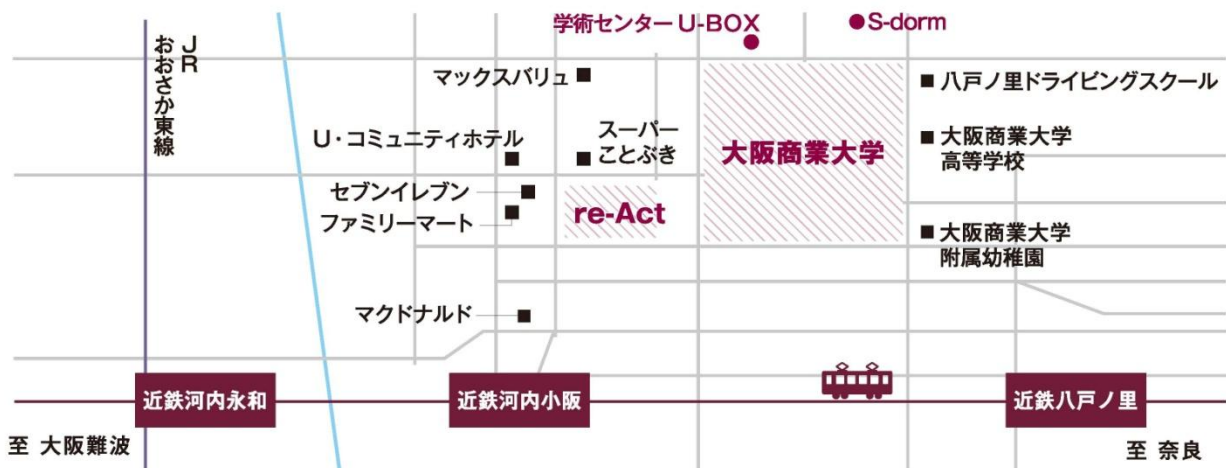 学術センター U-BOX
S-dorm
JR
おおさか東線
マックスバリュ
八戸ノ里ドライビングスクール
U・コミュニティホテル
スーパー
ことぶき
大阪商業大学
大阪商業大学
高等学校
セブンイレブン
ファミリーマート
re-Act
大阪商業大学
附属幼稚園
マクドナルド
近鉄河内永和
近鉄河内小阪
近鉄八戸ノ里
至 大阪難波
至 奈良